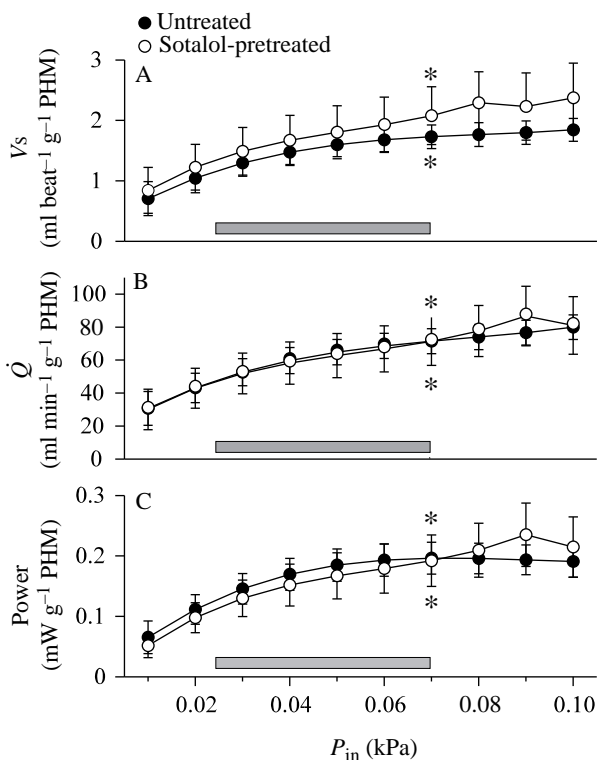 Untreated
Sotalol-pretreated
A
*
*
3
2
1
0
Vs
(ml beat⁻¹ g⁻¹ PHM)
B
*
*
100
80
60
40
20
0
Q̇
(ml min⁻¹ g⁻¹ PHM)
C
*
*
0.3
0.2
0.1
0
Power
(mW g⁻¹ PHM)
0.02 0.04 0.06 0.08 0.10
Pin (kPa)